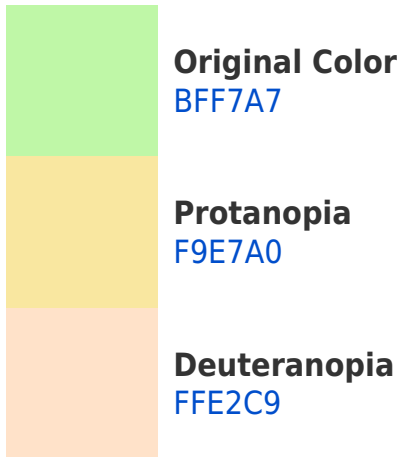 Original Color
BFF7A7
Protanopia
F9E7A0
Deuteranopia
FFE2C9